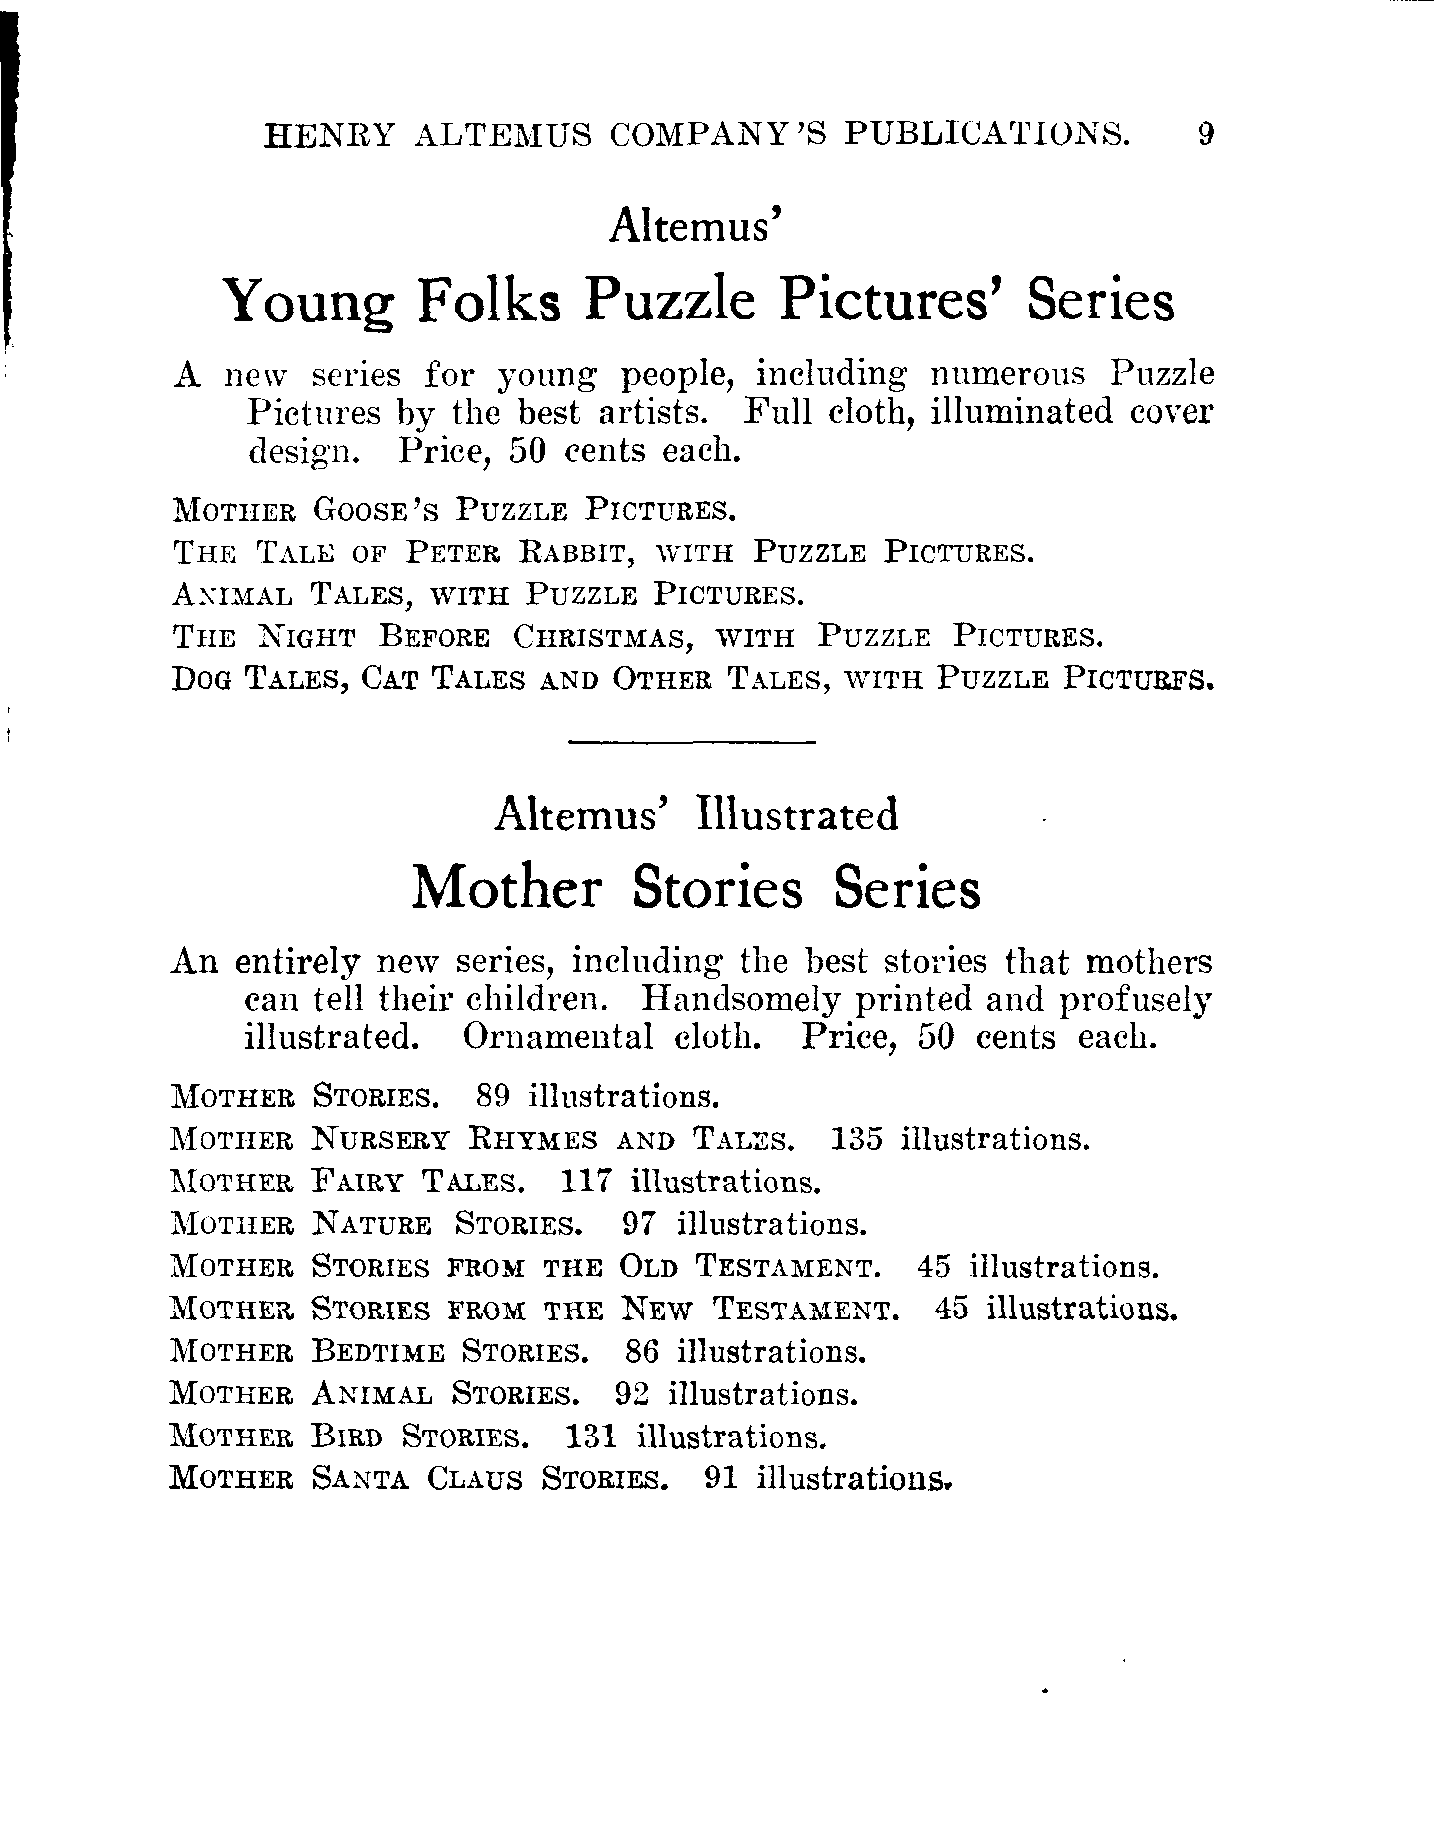 HENRY ALTEMUS COMPANY'S PUBLICATIONS. 9
Altemus'
Young Folks Puzzle Pictures' Series
A new series for young people, including numerous Puzzle
Pictures by the best artists. Full cloth, illuminated cover
design. Price, 50 cents each.
MOTHER GOOSE'S PUZZLE PICTURES.
THE TALE OF PETER RABBIT, WITH PUZZLE PICTURES.
ANIMAL TALES, WITH PUZZLE PICTURES.
THE NIGHT BEFORE CHRISTMAS, WITH PUZZLE PICTURES.
DOG TALES, CAT TALES AND OTHER TALES, WITH PUZZLE PICTURES.
Altemus' Illustrated
Mother Stories Series
An entirely new series, including the best stories that mothers
can tell their children. Handsomely printed and profusely
illustrated. Ornamental cloth. Price, 50 cents each.
MOTHER STORIES. 89 illustrations.
MOTHER NURSERY RHYMES AND TALES. 135 illustrations.
MOTHER FAIRY TALES. 117 illustrations.
MOTHER NATURE STORIES. 97 illustrations.
MOTHER STORIES FROM THE OLD TESTAMENT. 45 illustrations.
MOTHER STORIES FROM THE NEW TESTAMENT. 45 illustrations.
MOTHER BEDTIME STORIES. 86 illustrations.
MOTHER ANIMAL STORIES. 92 illustrations.
MOTHER BIRD STORIES. 131 illustrations.
MOTHER SANTA CLAUS STORIES. 91 illustrations.